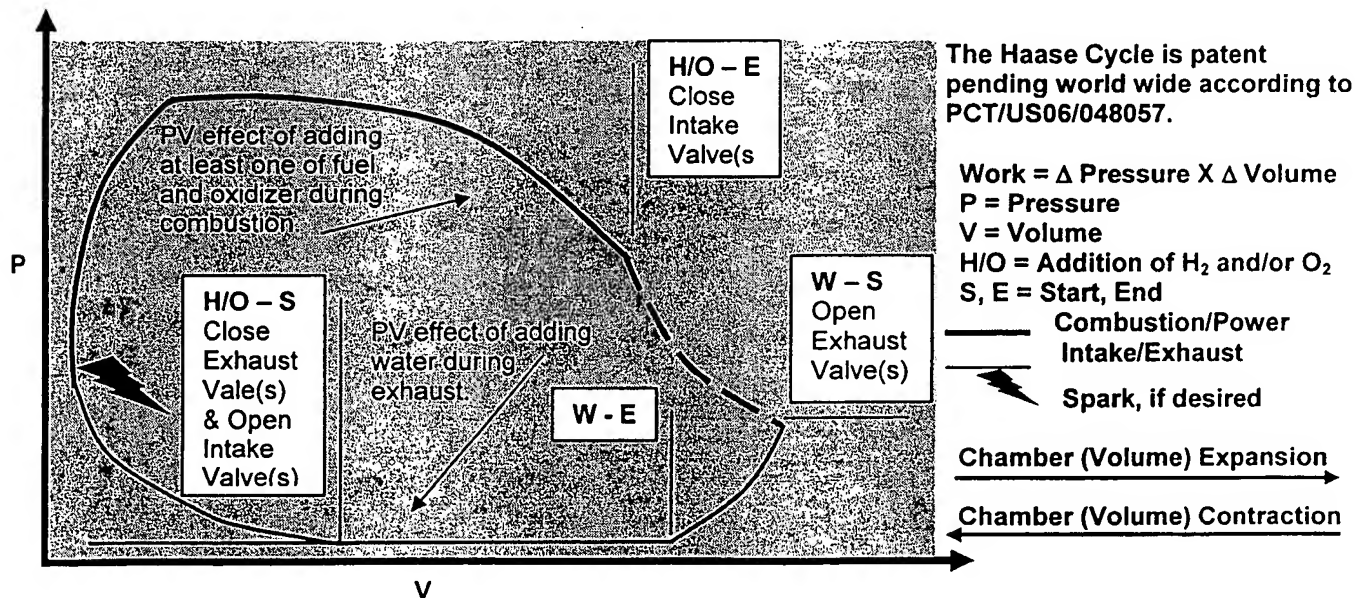 The Haase Cycle is patent
pending world wide according to
PCT/US06/048057.
H/O – E
Close
Intake
Valve(s
PV effect of adding
at least one of fuel
and oxidizer during
combustion.
Work = Δ Pressure X Δ Volume
P = Pressure
V = Volume
H/O = Addition of H₂ and/or O₂
S, E = Start, End
Combustion/Power
Intake/Exhaust
Spark, if desired
P
H/O – S
Close
Exhaust
Vale(s)
& Open
Intake
Valve(s)
PV effect of adding
water during
exhaust.
W – S
Open
Exhaust
Valve(s)
W - E
Chamber (Volume) Expansion
Chamber (Volume) Contraction
V